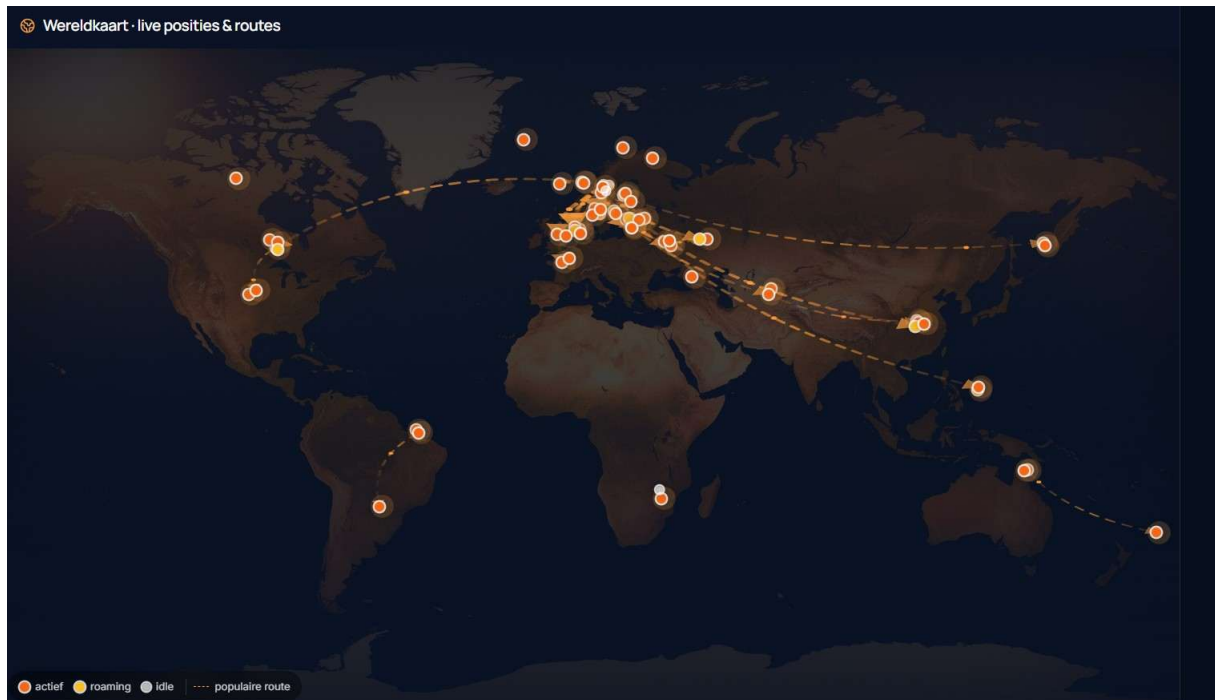 Wereldkaart · live posities & routes
actief roaming idle populaire route